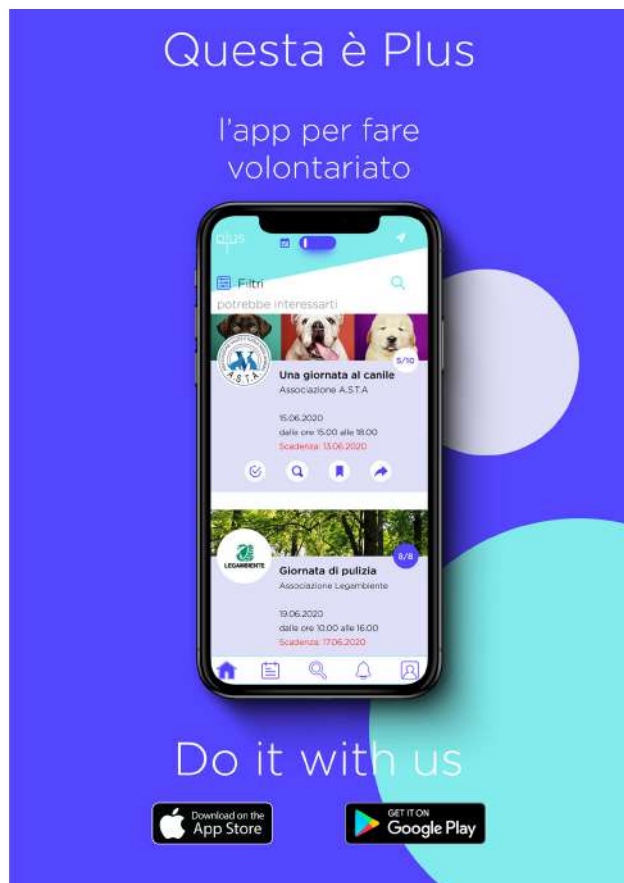 Questa è Plus
l'app per fare
volontariato
plus
Filtri
potrebbe interessarti
A.S.T.A
5/10
Una giornata al canile
Associazione A.S.T.A
15.06.2020
dalle ore 15.00 alle 18.00
Scadenza: 13.06.2020
8/8
LEGAMBIENTE
Giornata di pulizia
Associazione Legambiente
19.06.2020
dalle ore 10.00 alle 16.00
Scadenza: 17.06.2020
Do it with us
Download on the
App Store
GET IT ON
Google Play